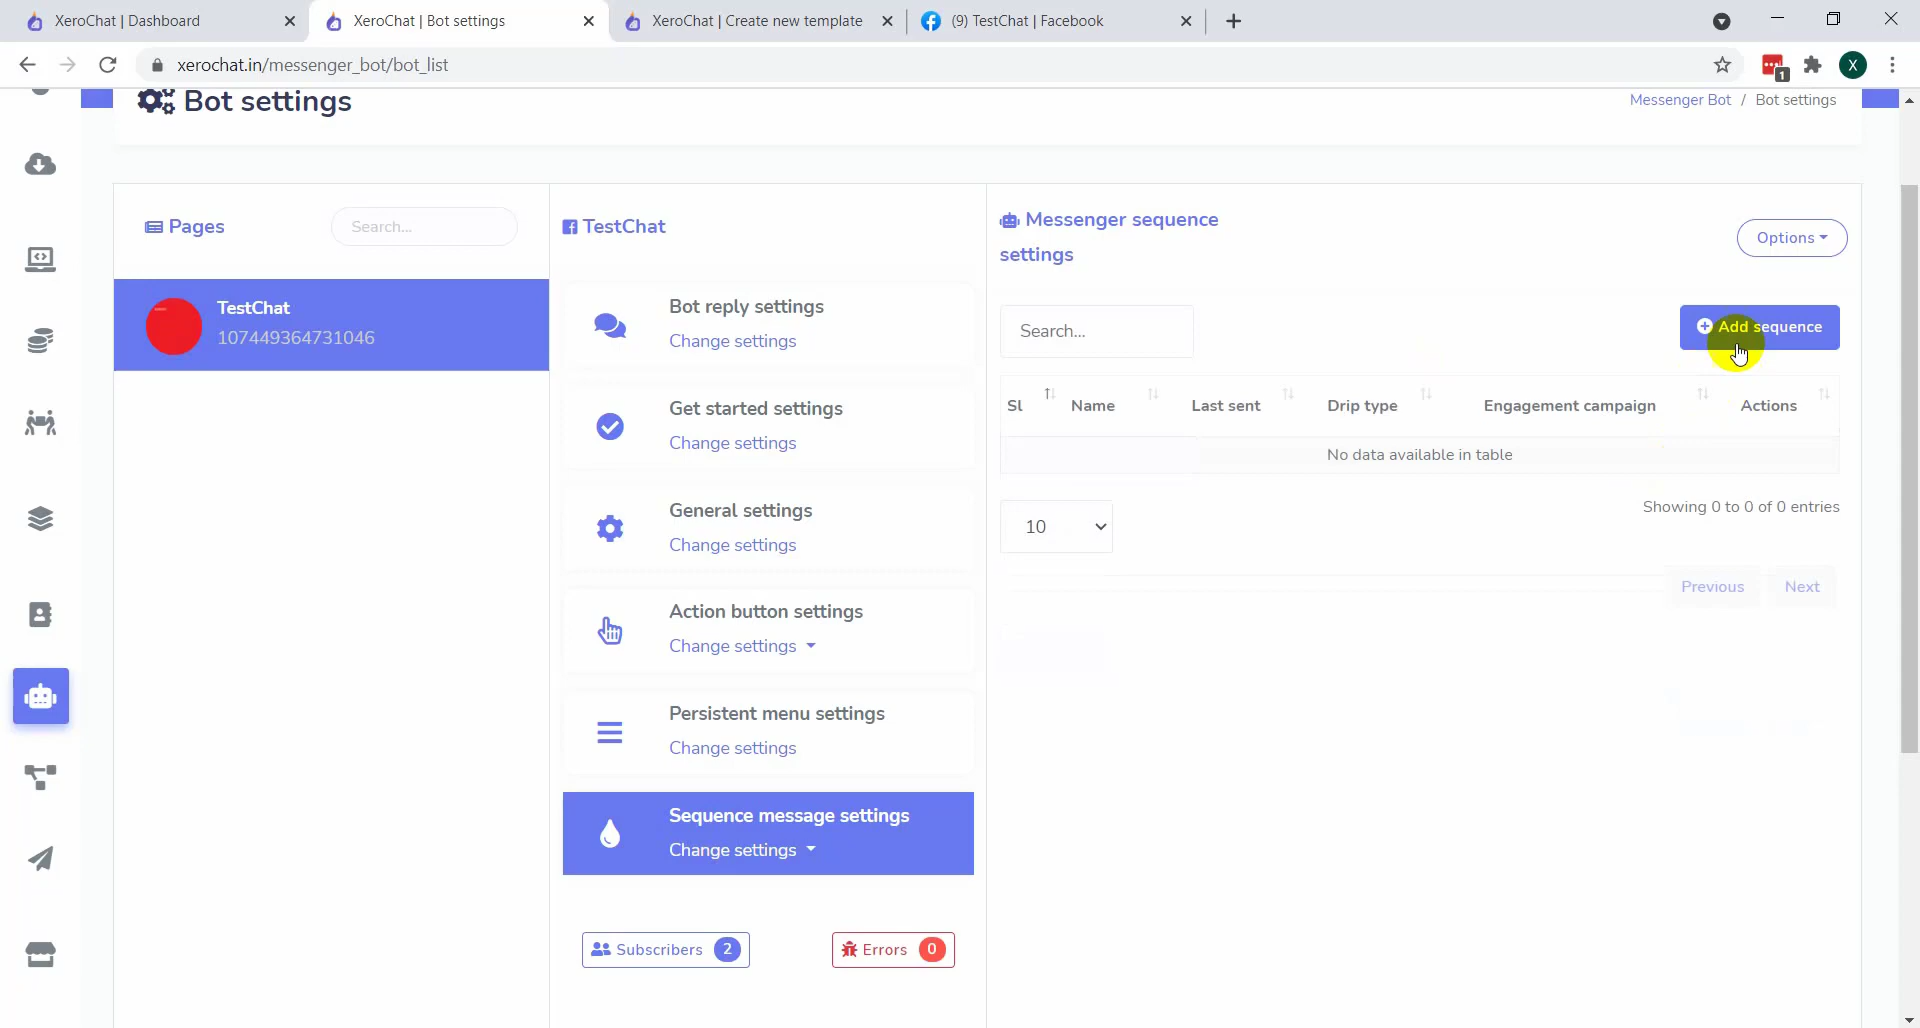 XeroChat | Dashboard
XeroChat | Bot settings
XeroChat | Create new template
(9) TestChat | Facebook
xerochat.in/messenger_bot/bot_list
1
X
Bot settings
Messenger Bot / Bot settings
Pages
Search...
TestChat
107449364731046
TestChat
Bot reply settings
Change settings
Get started settings
Change settings
General settings
Change settings
Action button settings
Change settings
Persistent menu settings
Change settings
Sequence message settings
Change settings
Subscribers 2
Errors 0
Messenger sequence
settings
Options
Search...
Add sequence
Sl Name Last sent Drip type Engagement campaign Actions
No data available in table
10
Showing 0 to 0 of 0 entries
Previous Next